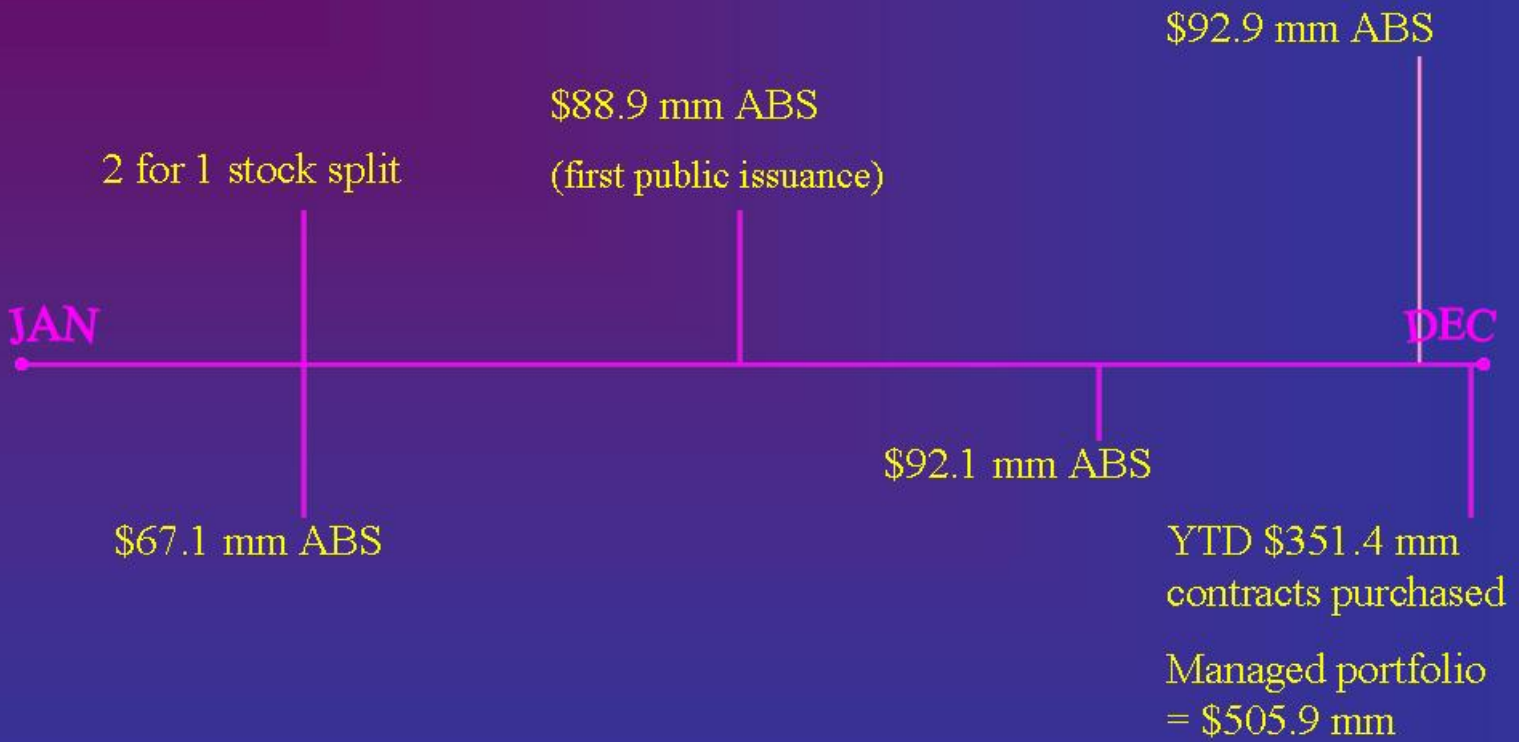 $92.9 mm ABS
$88.9 mm ABS
(first public issuance)
2 for 1 stock split
JAN
DEC
$92.1 mm ABS
$67.1 mm ABS
YTD $351.4 mm
contracts purchased
Managed portfolio
= $505.9 mm